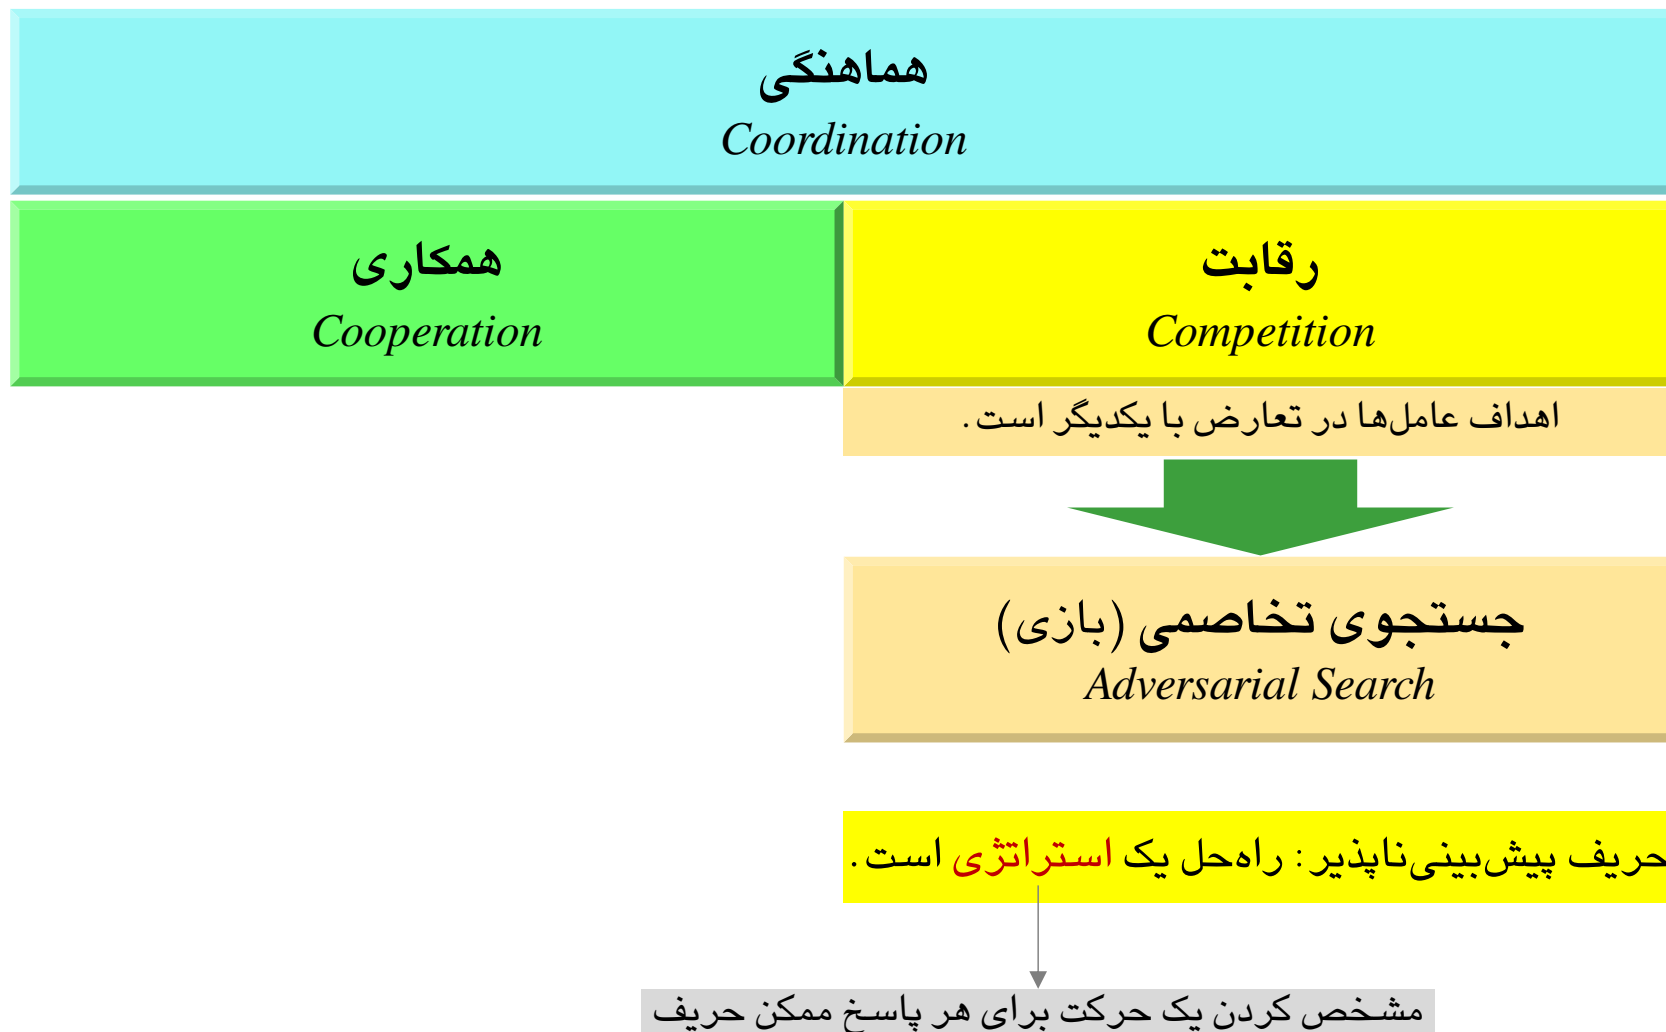 هماهنگی
Coordination
رقابت
Competition
همکاری
Cooperation
اهداف عامل‌ها در تعارض با یکدیگر است.
جستجوی تخاصمی (بازی)
Adversarial Search
حریف پیش‌بینی‌ناپذیر: راه‌حل یک استراتژی است.
مشخص کردن یک حرکت برای هر پاسخ ممکن حریف